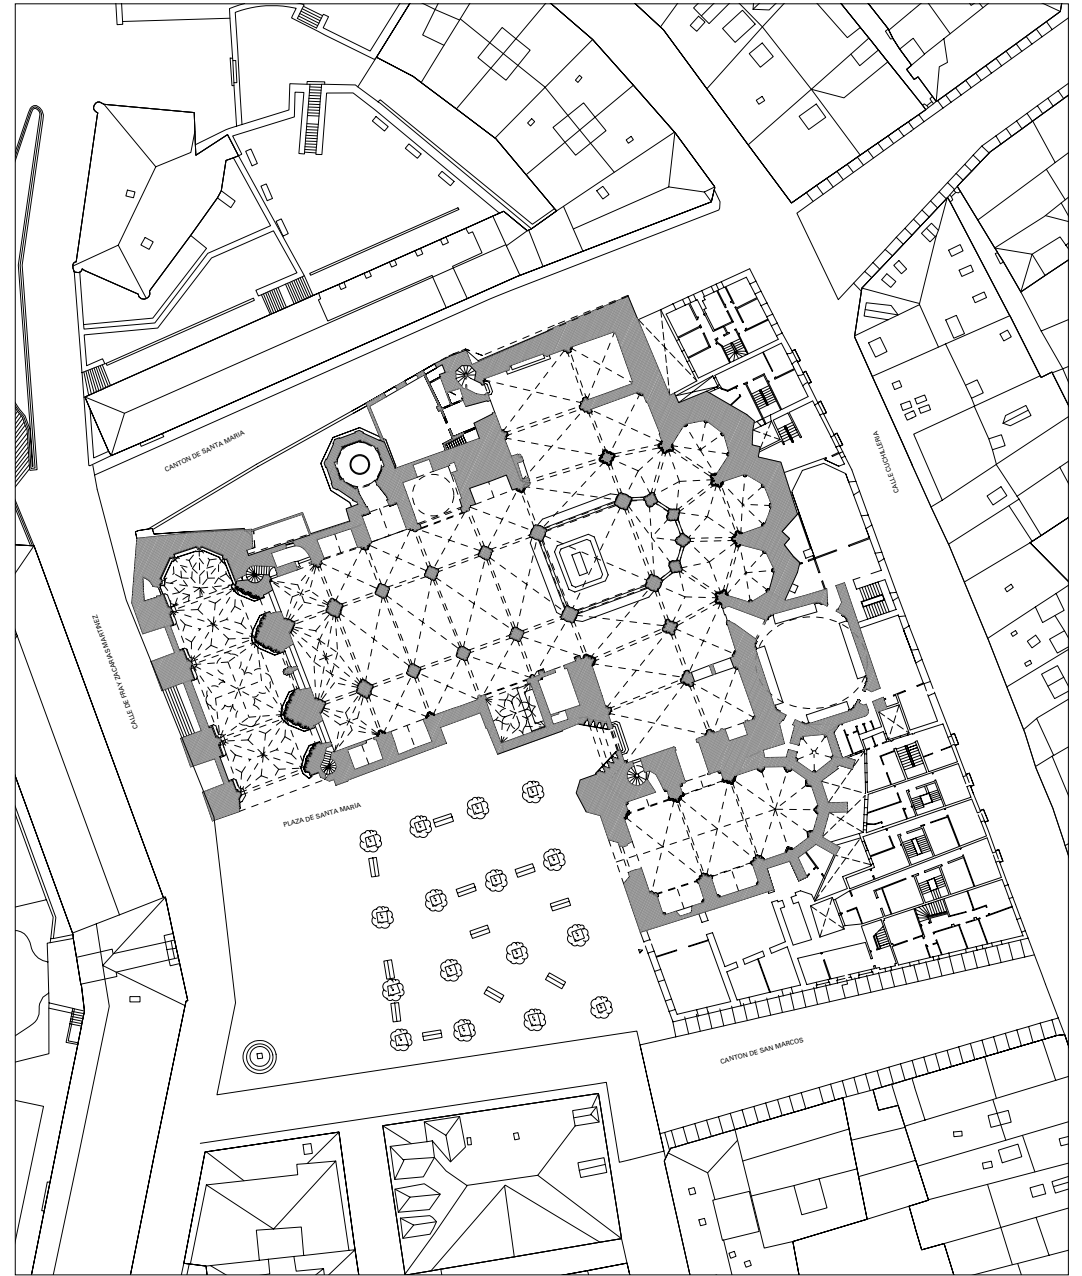 CANTON DE SANTA MARIA
CALLE CUCHILLERIA
CALLE DE FRAY ZACARIAS MARTINEZ
PLAZA DE SANTA MARIA
CANTON DE SAN MARCOS